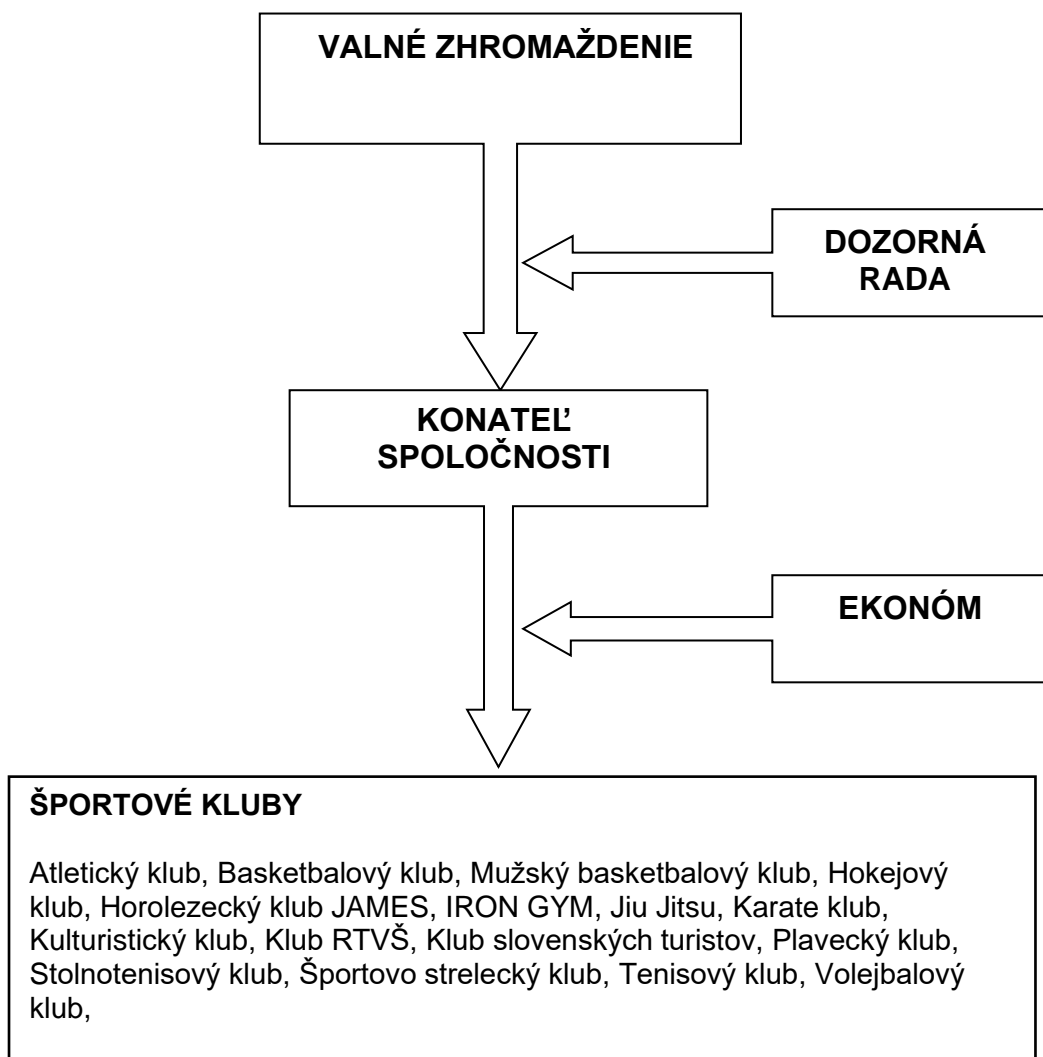 VALNÉ ZHROMAŽDENIE
DOZORNÁ
RADA
KONATEĽ
SPOLOČNOSTI
EKONÓM
ŠPORTOVÉ KLUBY
Atletický klub, Basketbalový klub, Mužský basketbalový klub, Hokejový
klub, Horolezecký klub JAMES, IRON GYM, Jiu Jitsu, Karate klub,
Kulturistický klub, Klub RTVŠ, Klub slovenských turistov, Plavecký klub,
Stolnotenisový klub, Športovo strelecký klub, Tenisový klub, Volejbalový
klub,